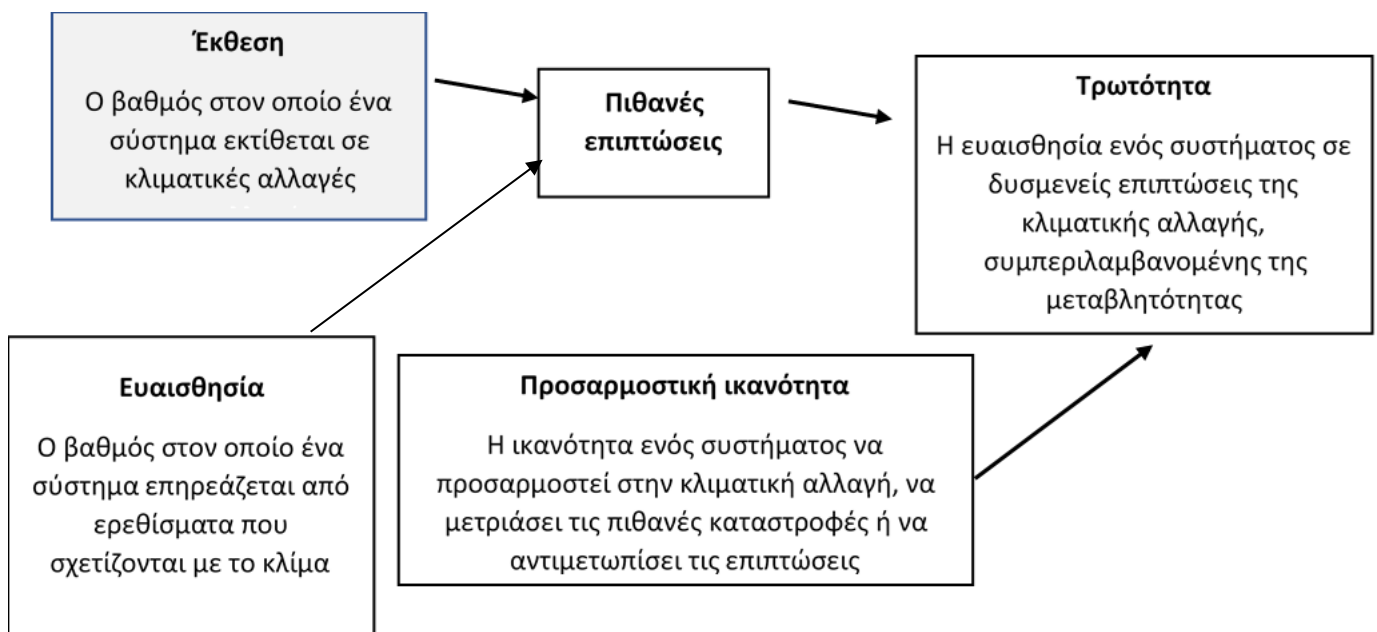 Έκθεση
Ο βαθμός στον οποίο ένα
σύστημα εκτίθεται σε
κλιματικές αλλαγές
Πιθανές
επιπτώσεις
Τρωτότητα
Η ευαισθησία ενός συστήματος σε
δυσμενείς επιπτώσεις της
κλιματικής αλλαγής,
συμπεριλαμβανομένης της
μεταβλητότητας
Ευαισθησία
Ο βαθμός στον οποίο ένα
σύστημα επηρεάζεται από
ερεθίσματα που
σχετίζονται με το κλίμα
Προσαρμοστική ικανότητα
Η ικανότητα ενός συστήματος να
προσαρμοστεί στην κλιματική αλλαγή, να
μετριάσει τις πιθανές καταστροφές ή να
αντιμετωπίσει τις επιπτώσεις